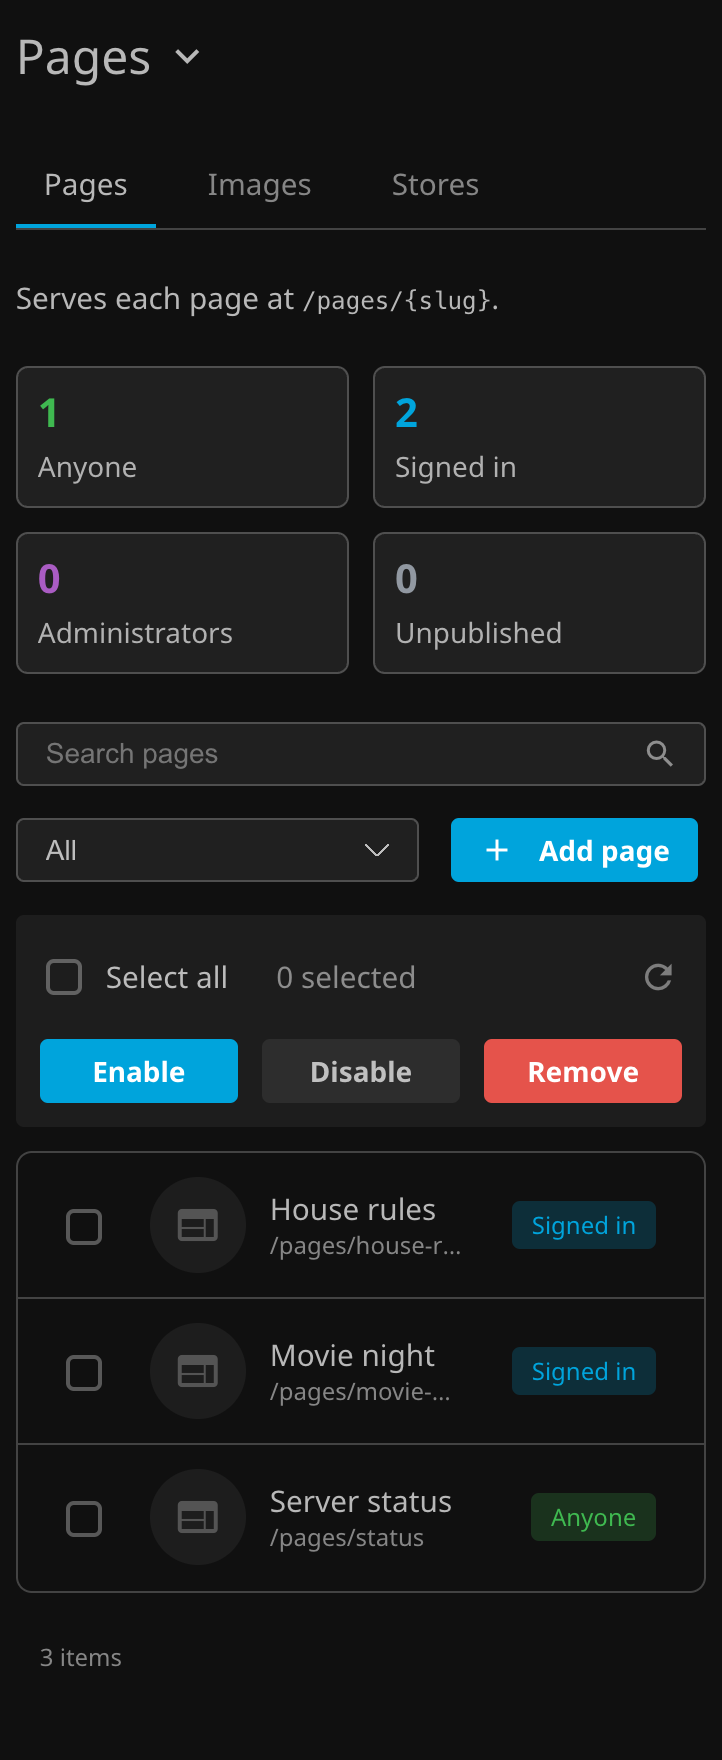 Pages
Pages Images Stores
Serves each page at /pages/{slug}.
1
Anyone
2
Signed in
0
Administrators
0
Unpublished
Search pages
All
Add page
Select all 0 selected
Enable Disable Remove
House rules
/pages/house-r...
Signed in
Movie night
/pages/movie-...
Signed in
Server status
/pages/status
Anyone
3 items